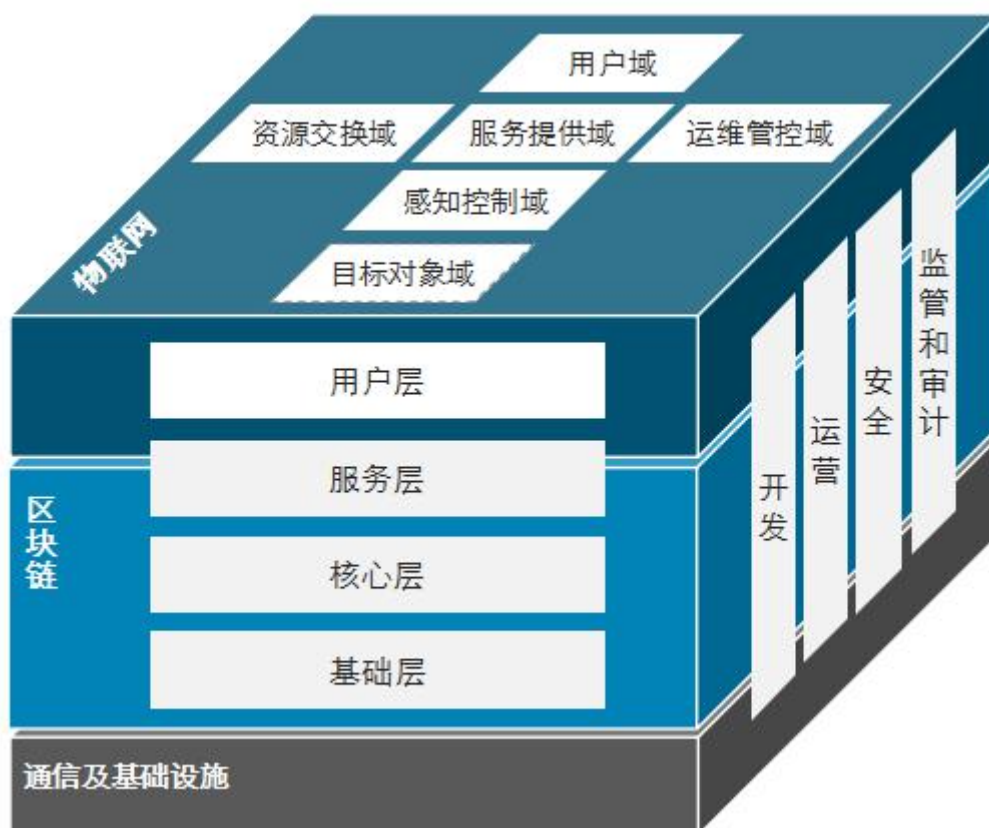 用户域
资源交换域
服务提供域
运维管控域
感知控制域
目标对象域
物联网
用户层
服务层
核心层
基础层
区块链
通信及基础设施
开发
运营
安全
监管和审计